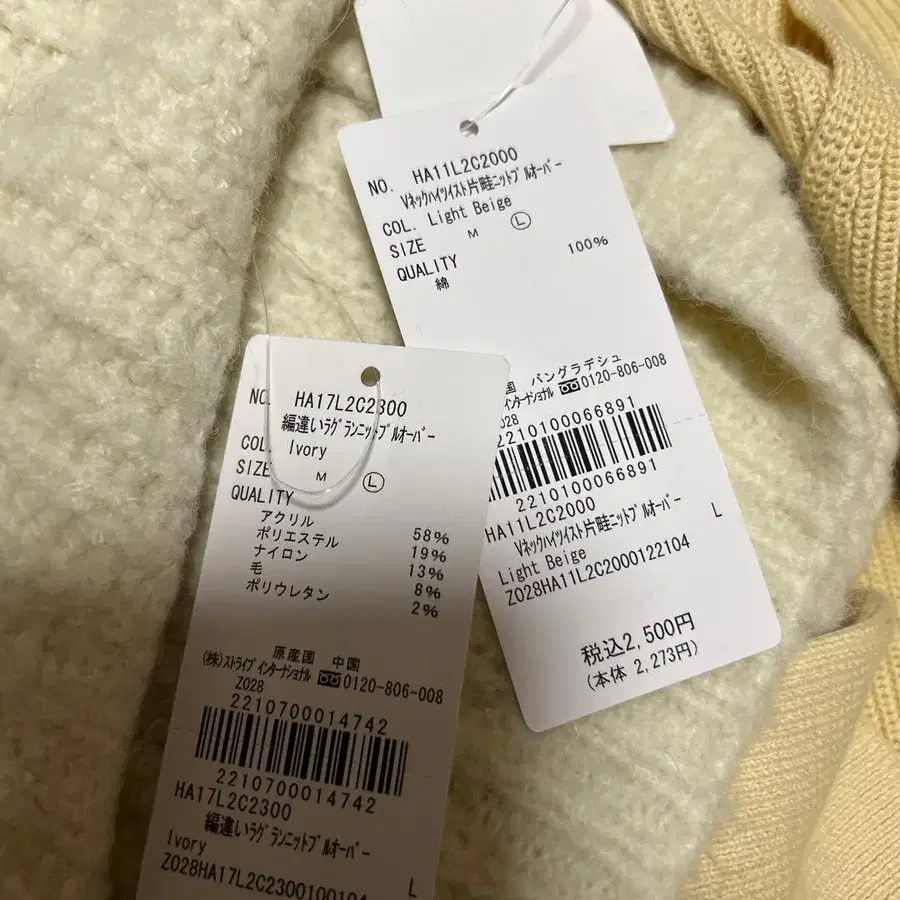 NO. HA11L2C2000
Vネックハイツイスト片畦ニットプルオーバー
COL. Light Beige
SIZE M Ⓛ
QUALITY
綿 100%
国 バングラデシュ
インターナショナル 0120-806-008
Z028
2210100066891
2210100066891
HA11L2C2000
Vネックハイツイスト片畦ニットプルオーバー L
Light Beige
Z028HA11L2C2000122104
税込2,500円
(本体 2,273円)
NO. HA17L2C2300
編違いラグランニットプルオーバー
COL. Ivory
SIZE M Ⓛ
QUALITY
アクリル 58%
ポリエステル 19%
ナイロン 13%
毛 8%
ポリウレタン 2%
原産国 中国
(株)ストライプインターナショナル 0120-806-008
Z028
2210700014742
2210700014742
HA17L2C2300
編違いラグランニットプルオーバー
Ivory L